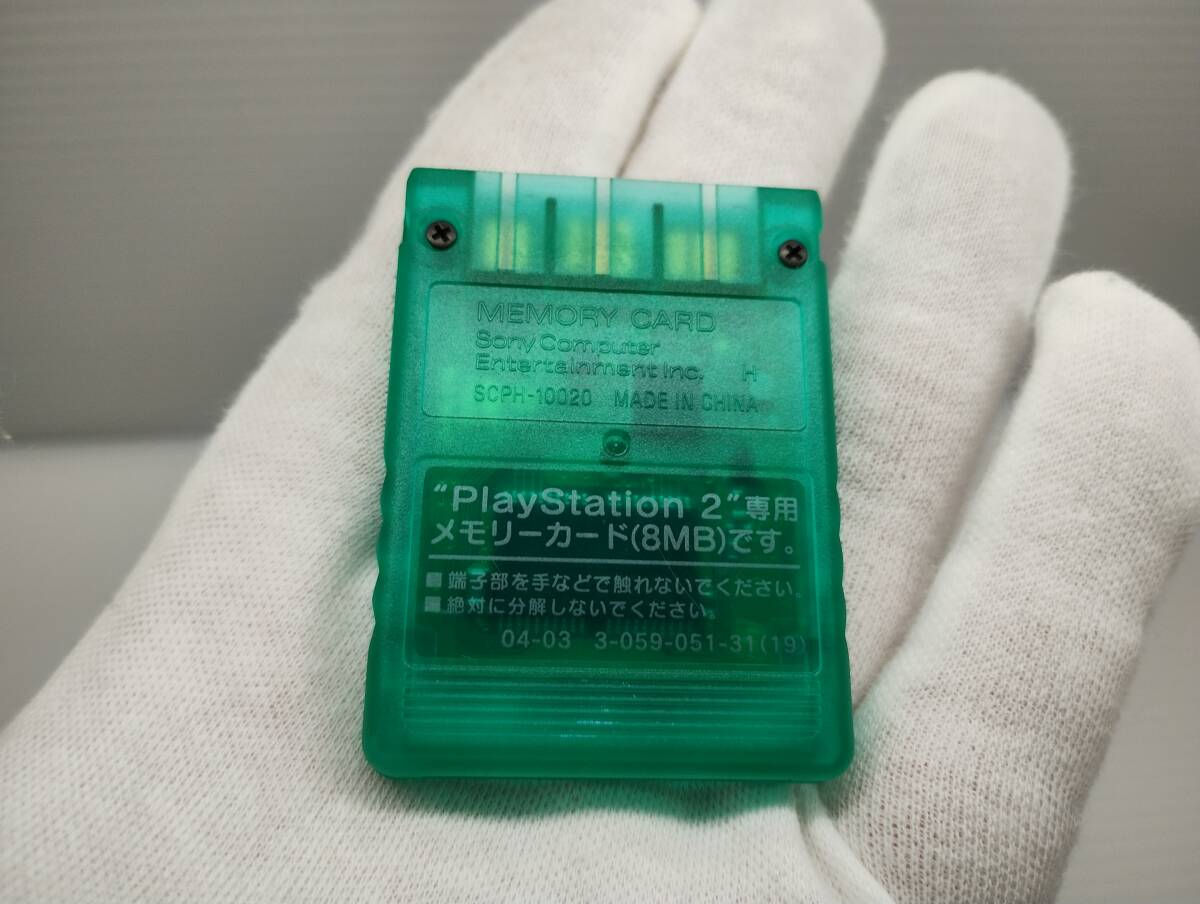 MEMORY CARD
Sony Computer
Entertainment Inc. H
SCPH-10020 MADE IN CHINA
“PlayStation 2”専用
メモリーカード(8MB)です。
■端子部を手などで触れないでください。
■絶対に分解しないでください。
04-03 3-059-051-31(19)